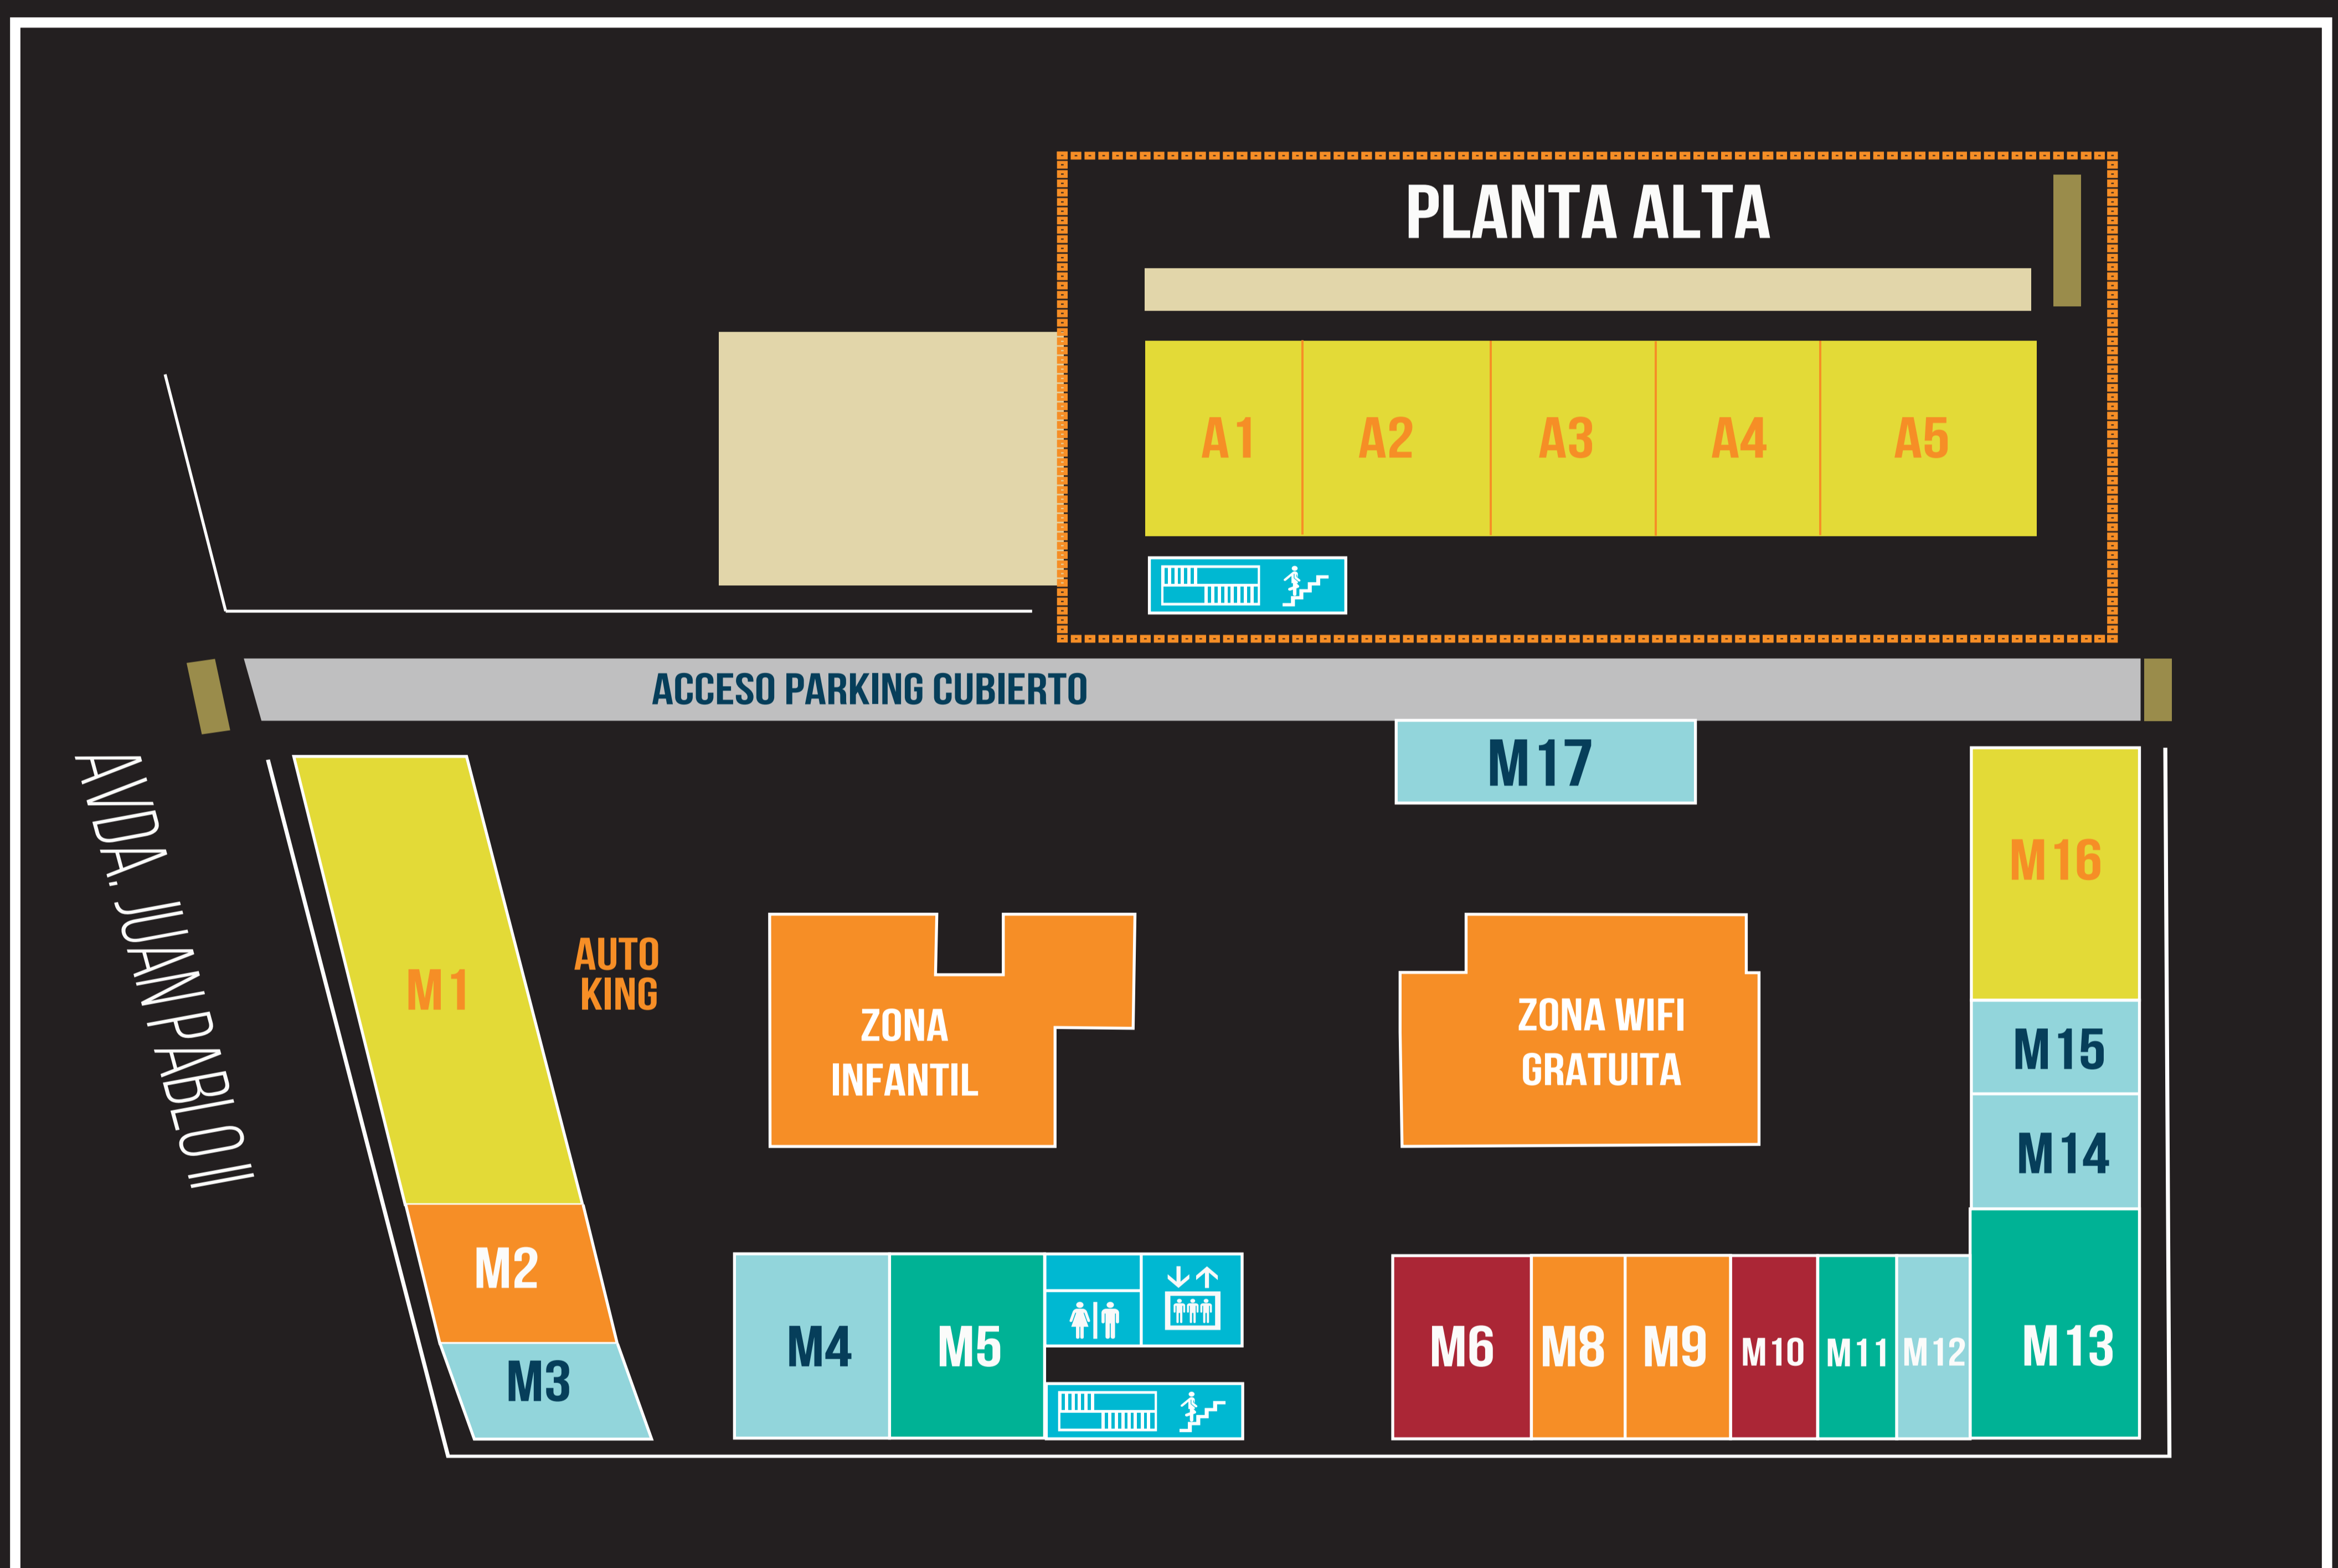 PLANTA ALTA
A1
A2
A3
A4
A5
ACCESO PARKING CUBIERTO
M17
M16
AVDA. JUAN PABLO II
M1
AUTO
KING
ZONA
INFANTIL
ZONA WIFI
GRATUITA
M15
M14
M2
M3
M4
M5
M6
M8
M9
M10
M11
M12
M13